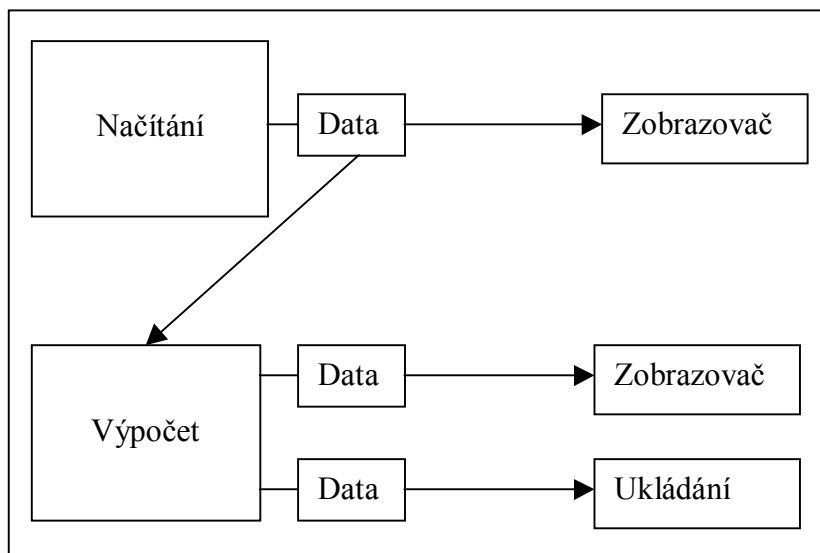 Načítání
Data
Zobrazovač
Data
Zobrazovač
Výpočet
Data
Ukládání